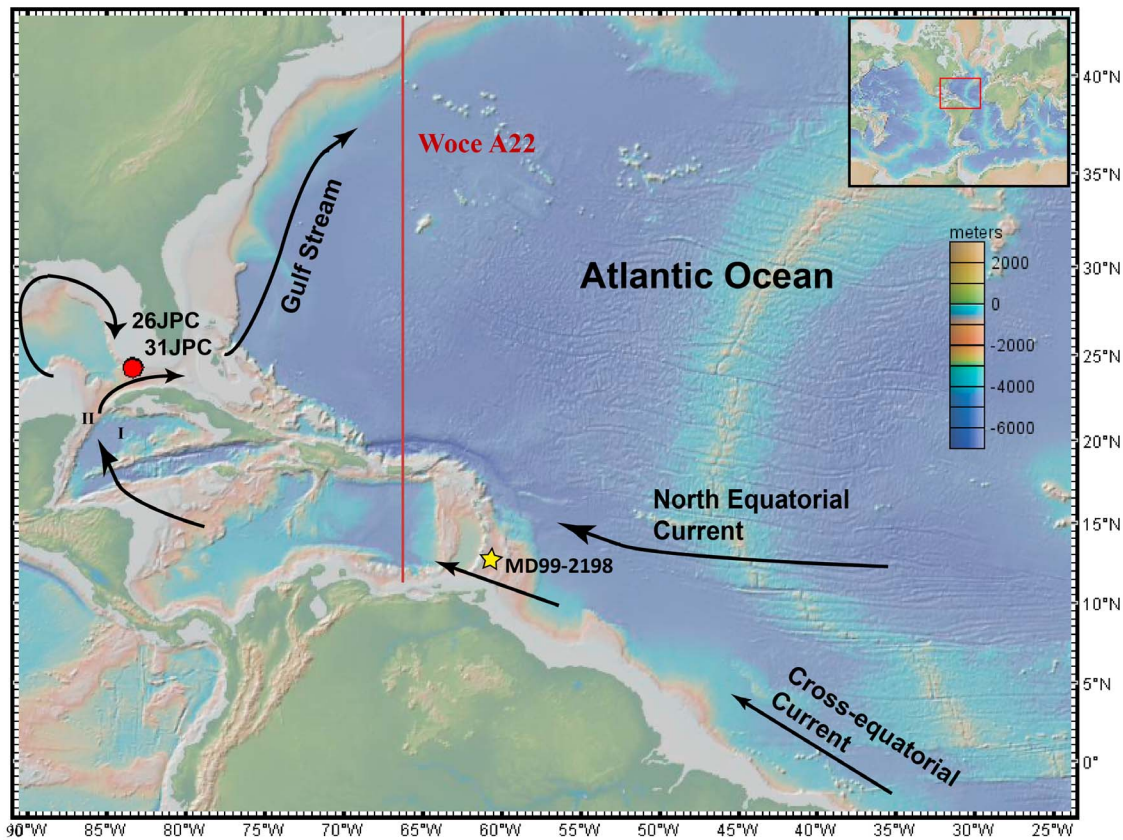 Woce A22
40°N
35°N
Gulf Stream
meters
2000
0
-2000
-4000
-6000
Atlantic Ocean
30°N
26JPC
31JPC
25°N
II
I
20°N
North Equatorial
Current
15°N
MD99-2198
10°N
Cross-equatorial
Current
5°N
0°
90°W
85°W
80°W
75°W
70°W
65°W
60°W
55°W
50°W
45°W
40°W
35°W
30°W
25°W